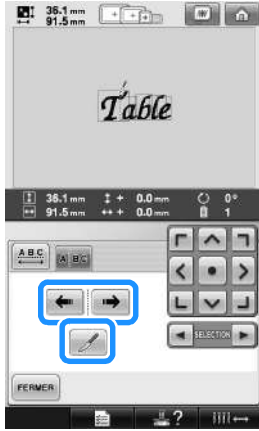 36.1 mm
91.5 mm
Table
36.1 mm + 0.0 mm 0°
91.5 mm + 0.0 mm 1
ABC
ABC
SELECTION
FERMER
?